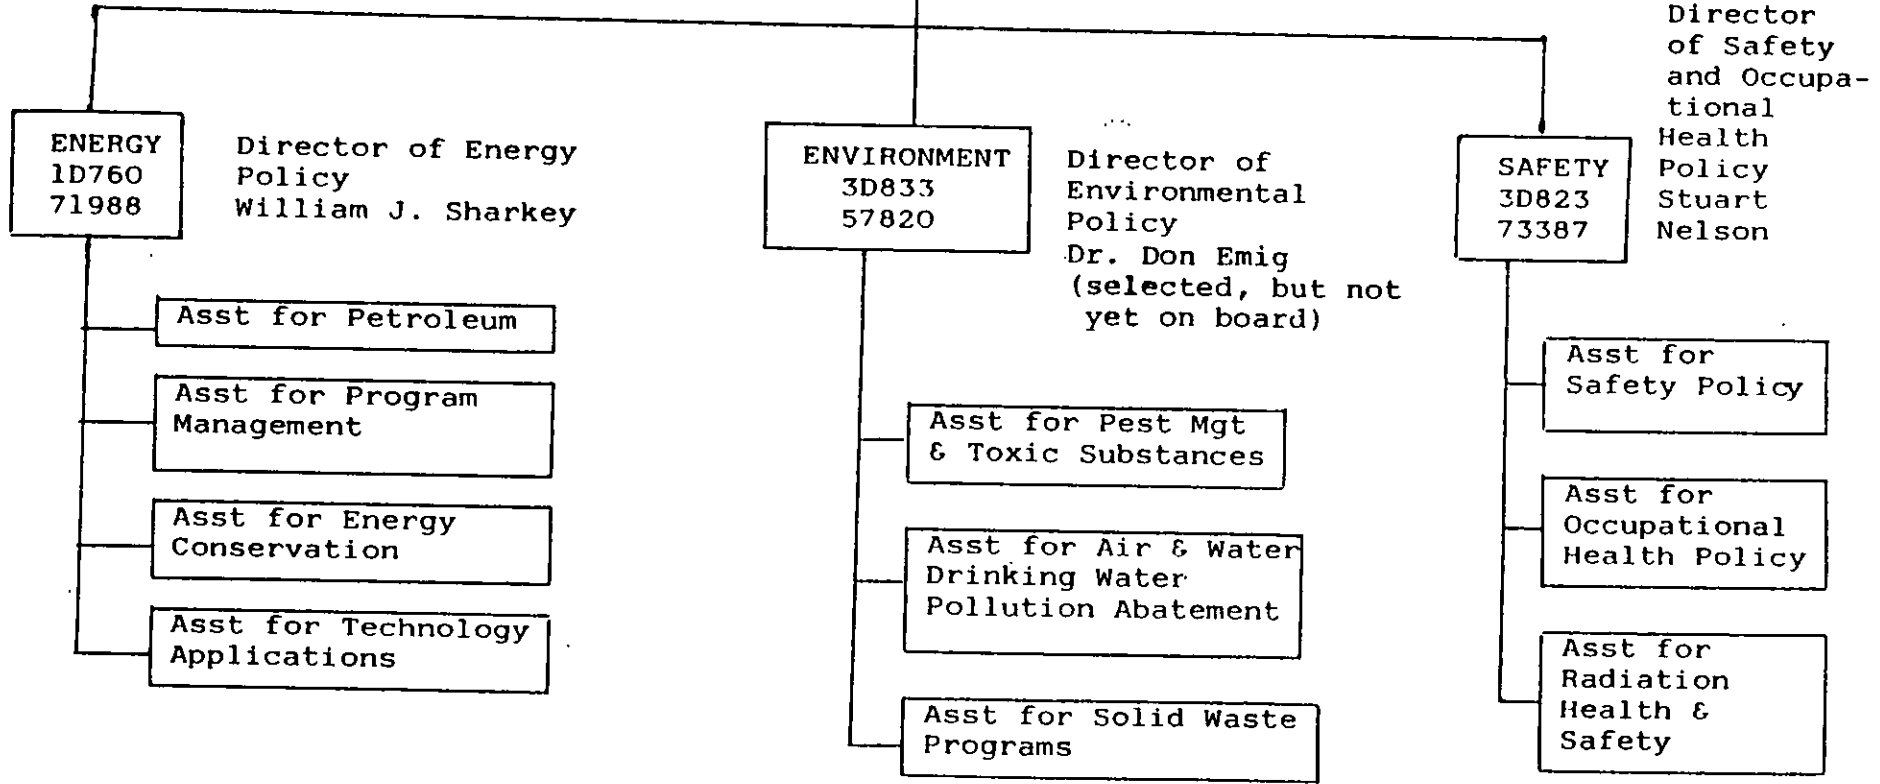 ENERGY
1D760
71988
Director of Energy
Policy
William J. Sharkey
Asst for Petroleum
Asst for Program
Management
Asst for Energy
Conservation
Asst for Technology
Applications
ENVIRONMENT
3D833
57820
Director of
Environmental
Policy
Dr. Don Emig
(selected, but not
yet on board)
Asst for Pest Mgt
& Toxic Substances
Asst for Air & Water
Drinking Water
Pollution Abatement
Asst for Solid Waste
Programs
SAFETY
3D823
73387
Director
of Safety
and Occupa-
tional
Health
Policy
Stuart
Nelson
Asst for
Safety Policy
Asst for
Occupational
Health Policy
Asst for
Radiation
Health &
Safety